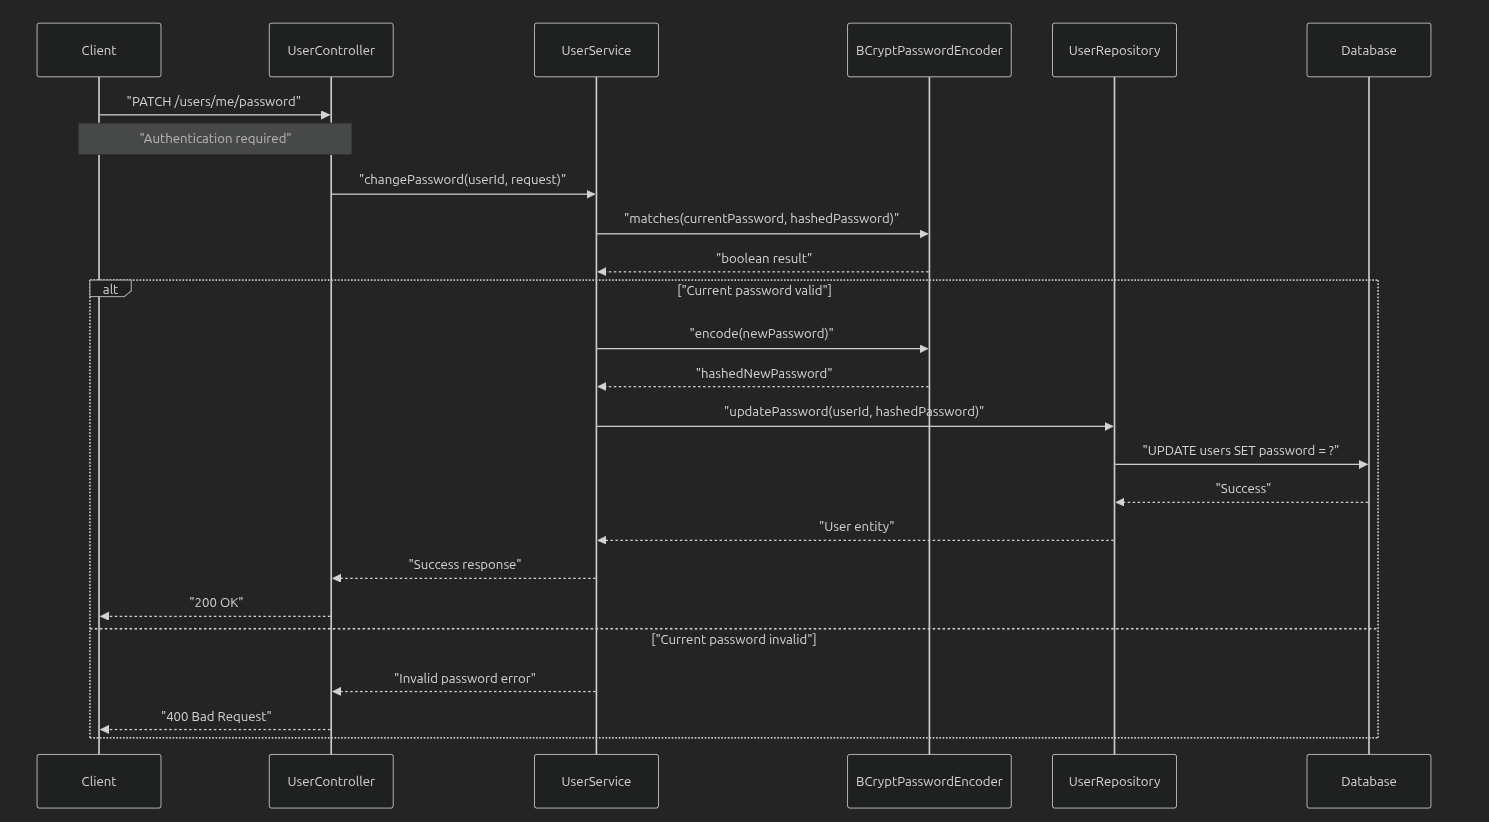 Client
UserController
UserService
BCryptPasswordEncoder
UserRepository
Database
"PATCH /users/me/password"
"Authentication required"
"changePassword(userId, request)"
"matches(currentPassword, hashedPassword)"
"boolean result"
alt
["Current password valid"]
"encode(newPassword)"
"hashedNewPassword"
"updatePassword(userId, hashedPassword)"
"UPDATE users SET password = ?"
"Success"
"User entity"
"Success response"
"200 OK"
["Current password invalid"]
"Invalid password error"
"400 Bad Request"
Client
UserController
UserService
BCryptPasswordEncoder
UserRepository
Database